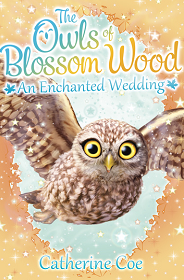 The
Owls of
Blossom Wood
An Enchanted Wedding
Catherine Coe